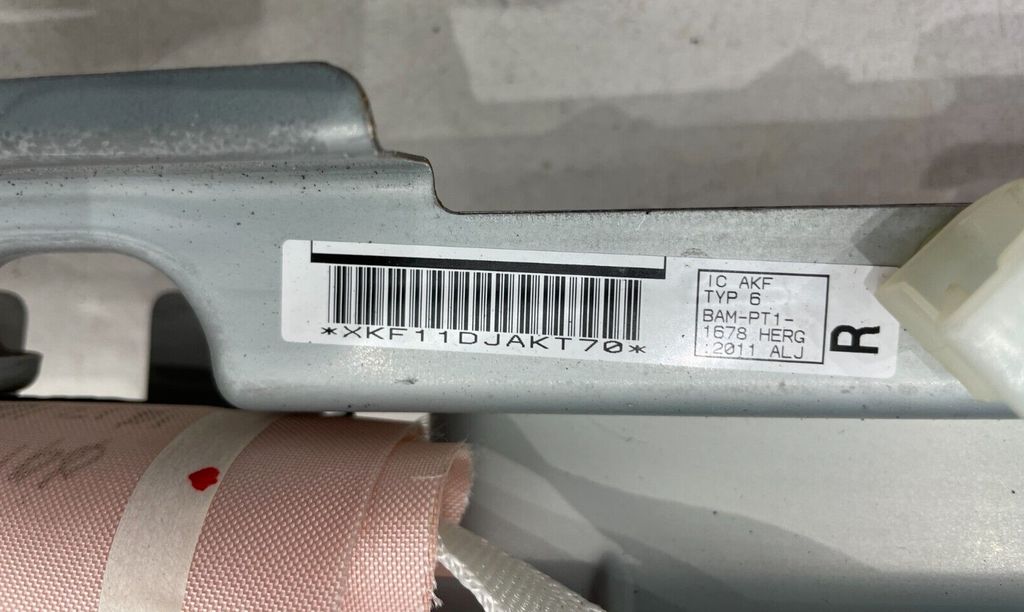 *XKF11DJAKT70*
IC AKF
TYP 6
BAM-PT1-
1678 HERG
.2011 ALJ
R